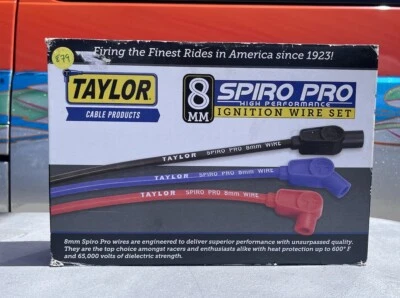 Firing the Finest Rides in America since 1923!
TAYLOR
CABLE PRODUCTS
8
MM
SPIRO PRO
HIGH PERFORMANCE
IGNITION WIRE SET
TAYLOR SPIRO PRO 8mm WIRE
TAYLOR SPIRO PRO 8mm WIRE
TAYLOR SPIRO PRO 8mm WIRE
8mm Spiro Pro wires are engineered to deliver superior performance with unsurpassed quality.
They are the top choice amongst racers and enthusiasts alike with heat protection up to 600° F
and 65,000 volts of dielectric strength.